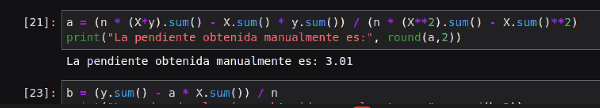 [21]: a = (n * (X*y).sum() - X.sum() * y.sum()) / (n * (X**2).sum() - X.sum()**2)
print("La pendiente obtenida manualmente es:", round(a,2))
La pendiente obtenida manualmente es: 3.01
[23]: b = (y.sum() - a * X.sum()) / n